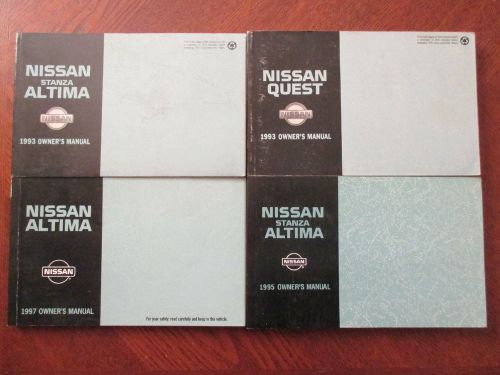 NISSAN
STANZA
ALTIMA
NISSAN
1993 OWNER'S MANUAL
NISSAN
QUEST
NISSAN
1993 OWNER'S MANUAL
NISSAN
ALTIMA
NISSAN
1997 OWNER'S MANUAL
For your safety, read carefully and keep in this vehicle.
NISSAN
STANZA
ALTIMA
NISSAN
1995 OWNER'S MANUAL